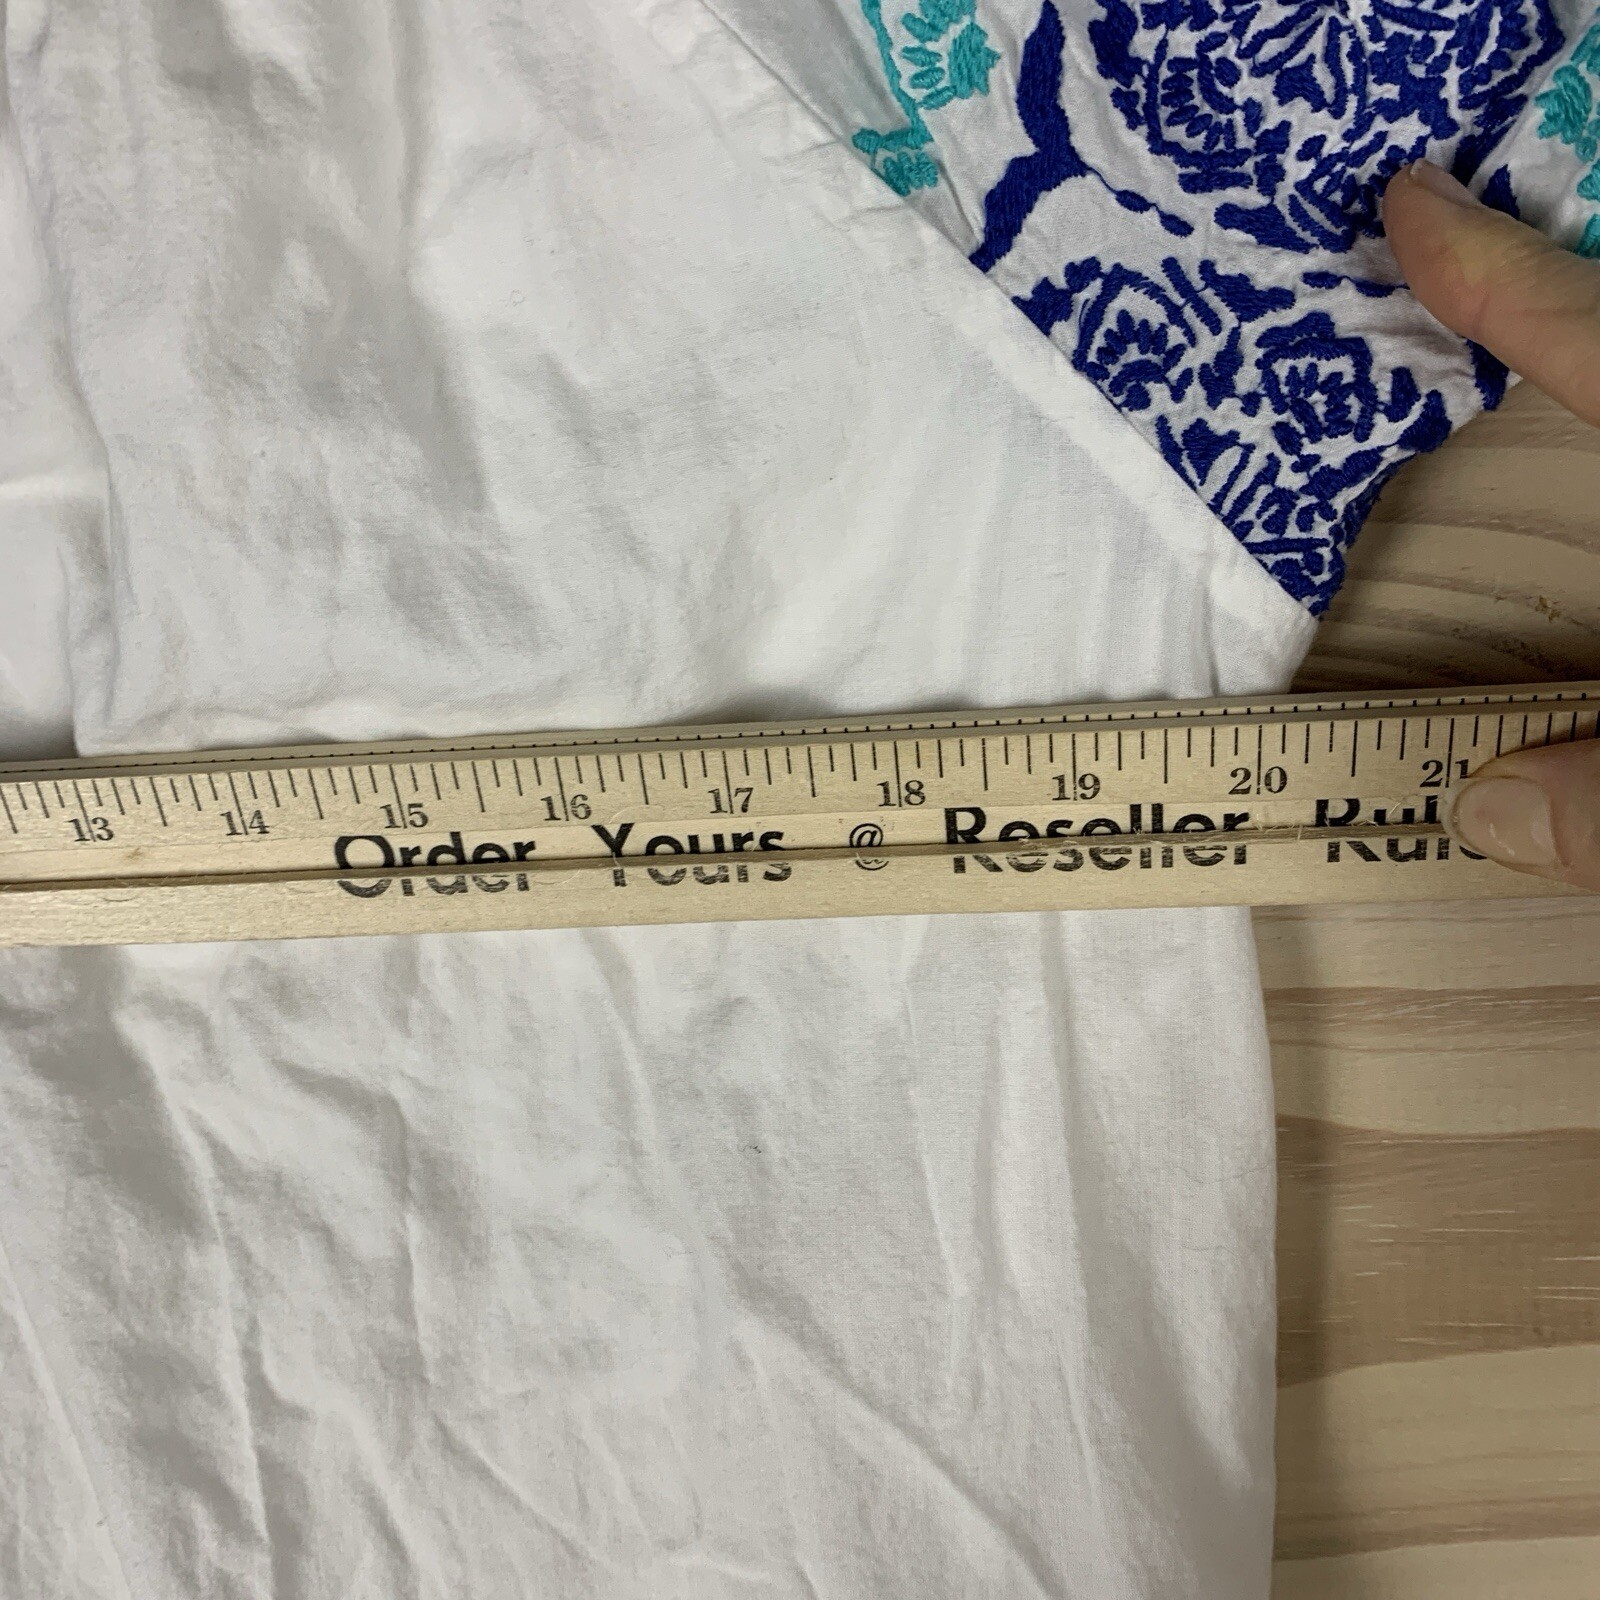 13 14 15 16 17 18 19 20 21
Order Yours @ Reseller